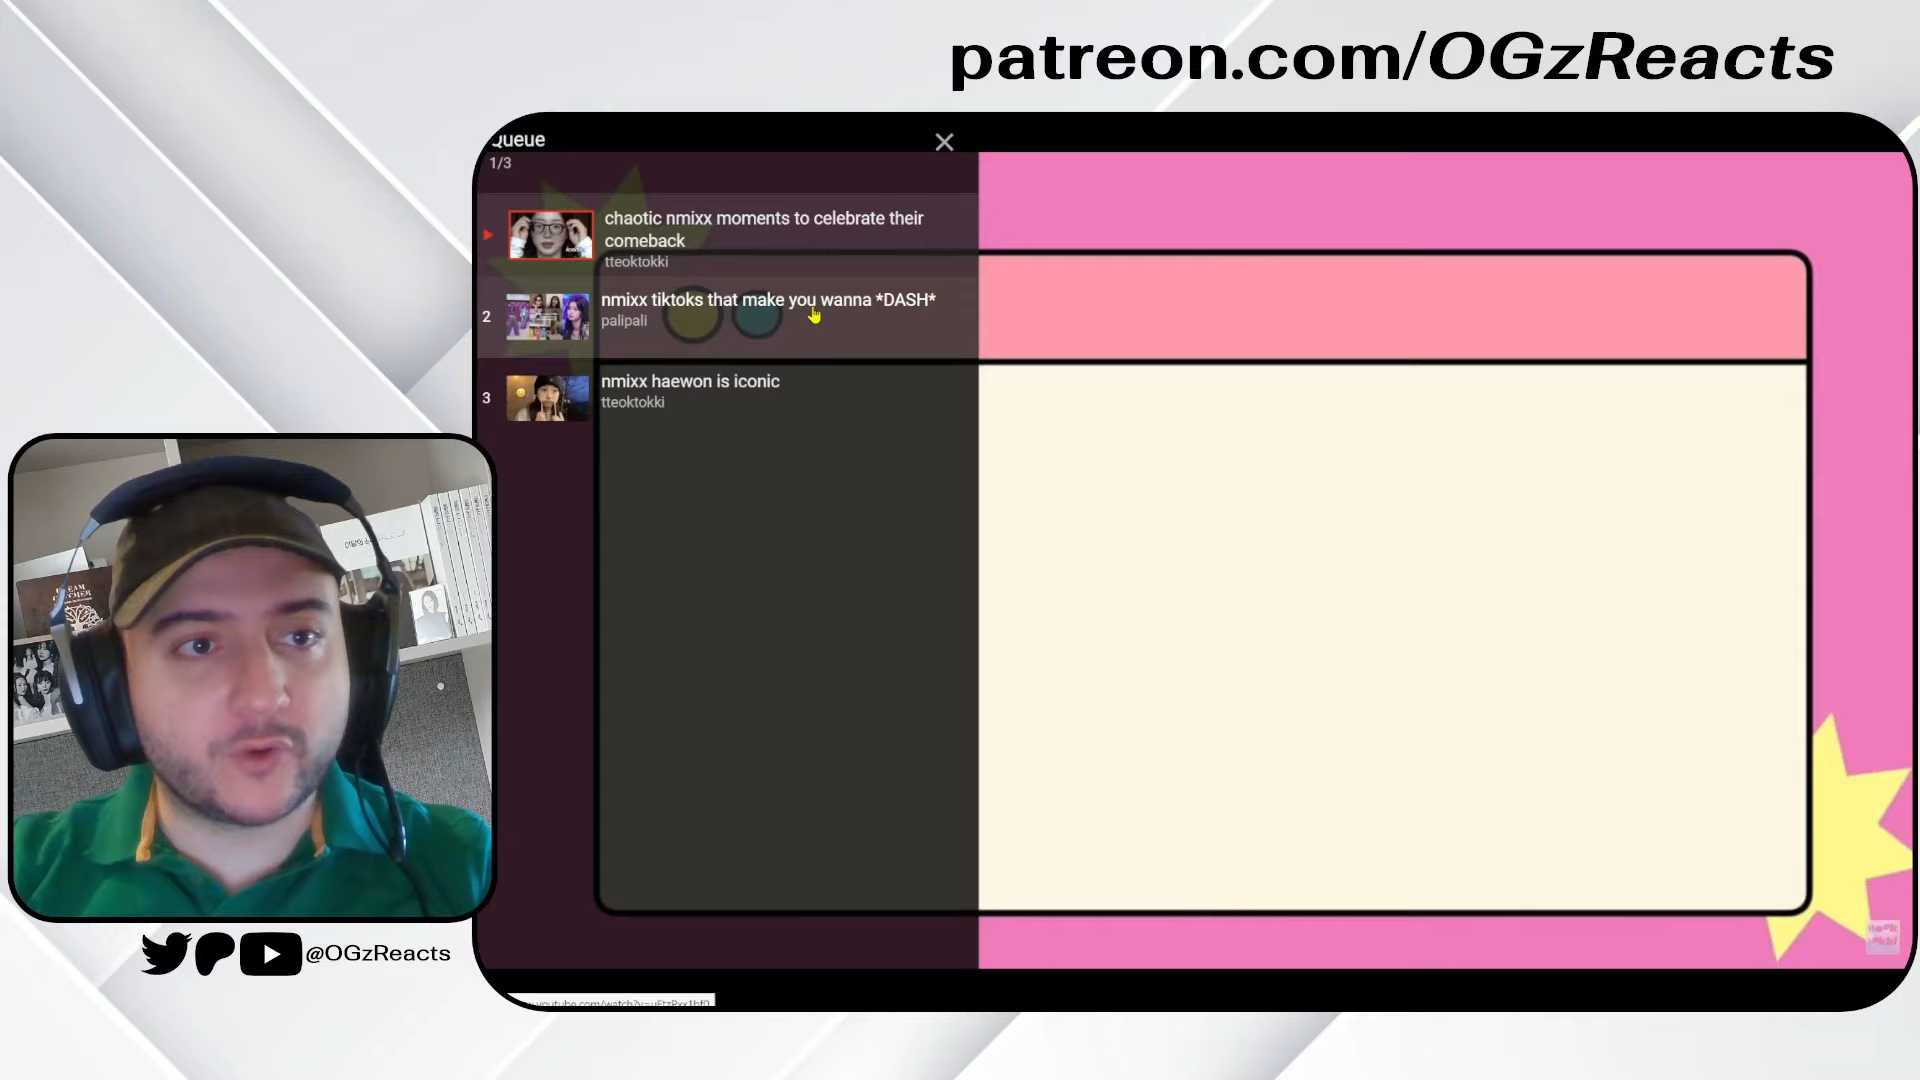 patreon.com/OGzReacts
Queue
1/3
chaotic nmixx moments to celebrate their
comeback
tteoktokki
2
nmixx tiktoks that make you wanna *DASH*
palipali
3
nmixx haewon is iconic
tteoktokki
@OGzReacts